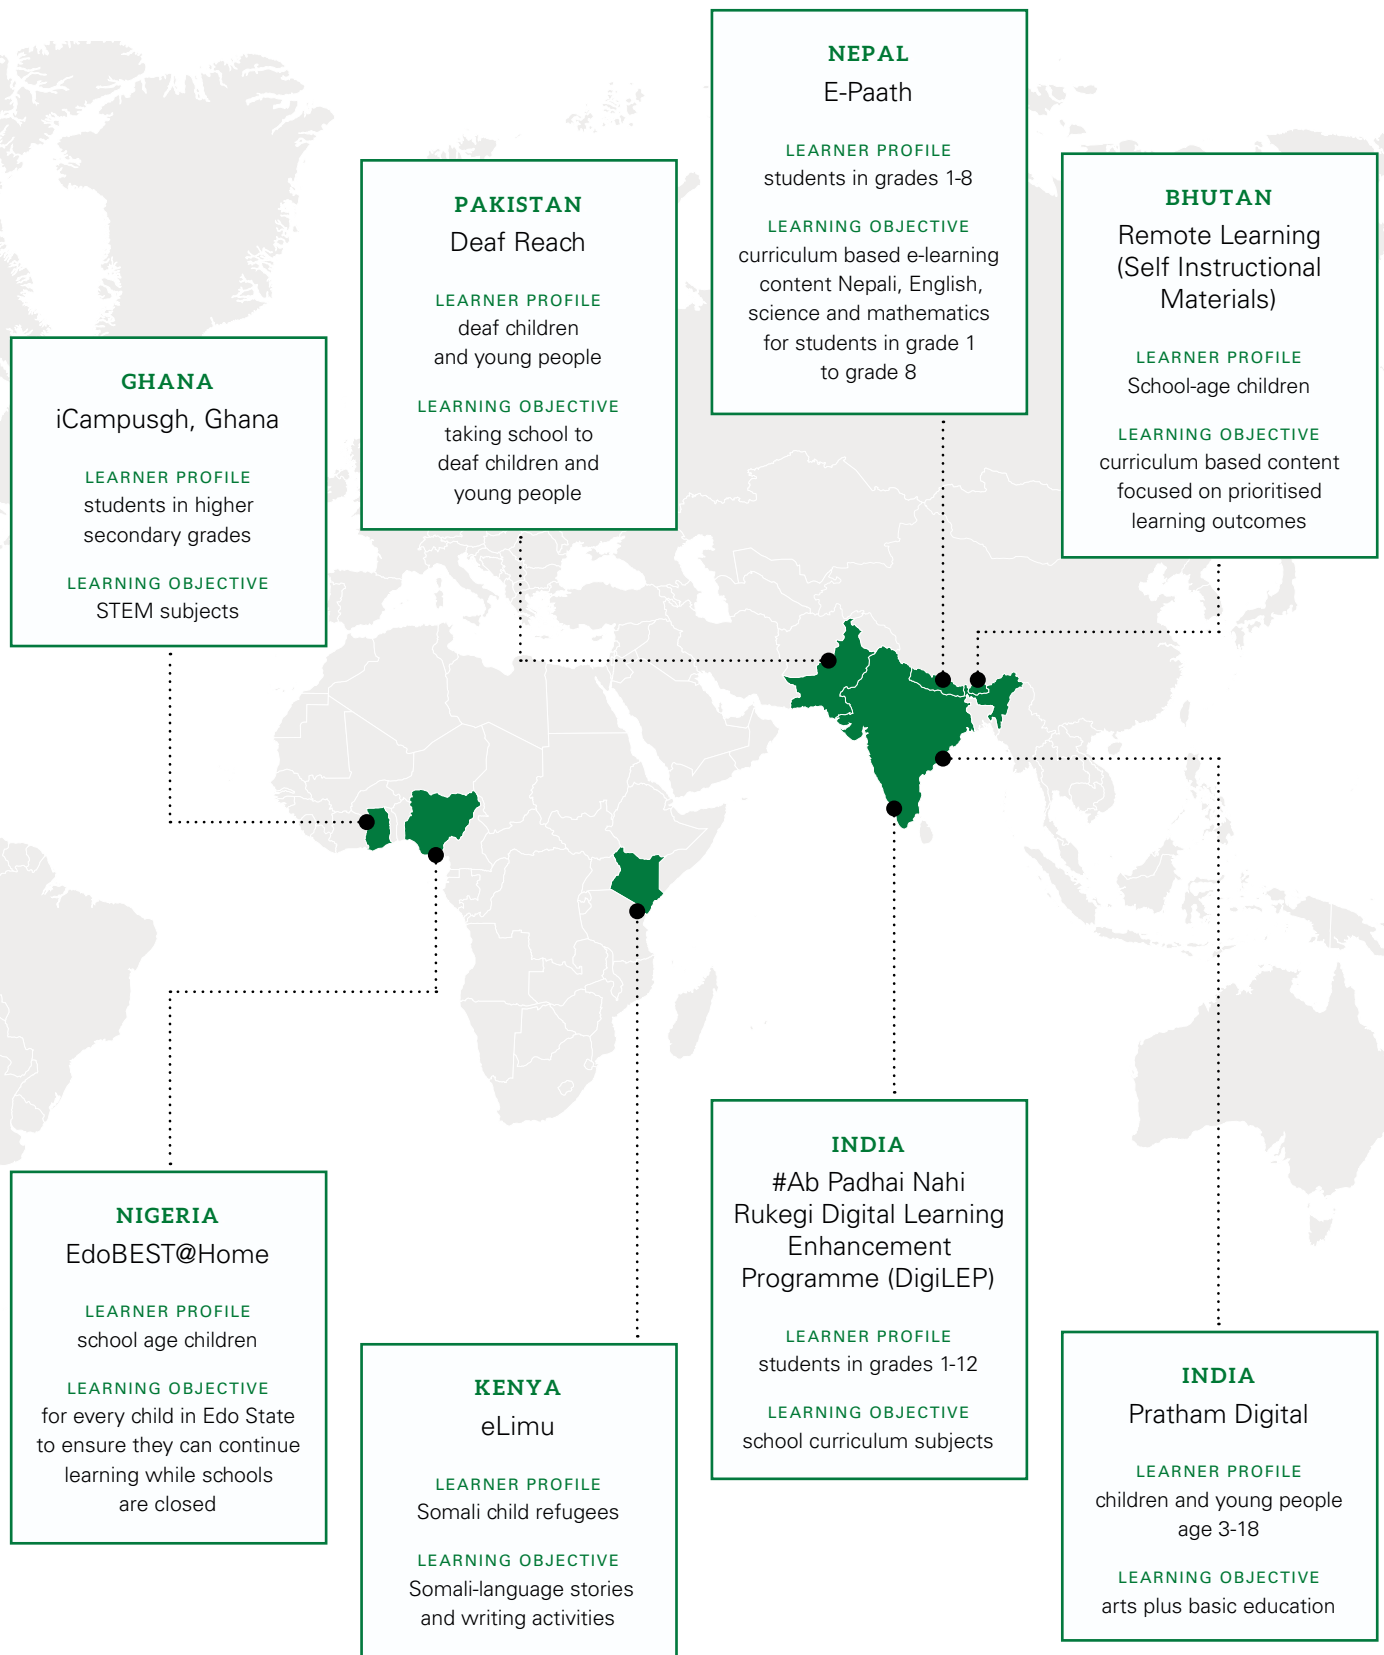 NEPAL
E-Paath
LEARNER PROFILE
students in grades 1-8
LEARNING OBJECTIVE
curriculum based e-learning
content Nepali, English,
science and mathematics
for students in grade 1
to grade 8
PAKISTAN
Deaf Reach
LEARNER PROFILE
deaf children
and young people
LEARNING OBJECTIVE
taking school to
deaf children and
young people
BHUTAN
Remote Learning
(Self Instructional
Materials)
LEARNER PROFILE
School-age children
LEARNING OBJECTIVE
curriculum based content
focused on prioritised
learning outcomes
GHANA
iCampusgh, Ghana
LEARNER PROFILE
students in higher
secondary grades
LEARNING OBJECTIVE
STEM subjects
NIGERIA
EdoBEST@Home
LEARNER PROFILE
school age children
LEARNING OBJECTIVE
for every child in Edo State
to ensure they can continue
learning while schools
are closed
KENYA
eLimu
LEARNER PROFILE
Somali child refugees
LEARNING OBJECTIVE
Somali-language stories
and writing activities
INDIA
#Ab Padhai Nahi
Rukegi Digital Learning
Enhancement
Programme (DigiLEP)
LEARNER PROFILE
students in grades 1-12
LEARNING OBJECTIVE
school curriculum subjects
INDIA
Pratham Digital
LEARNER PROFILE
children and young people
age 3-18
LEARNING OBJECTIVE
arts plus basic education